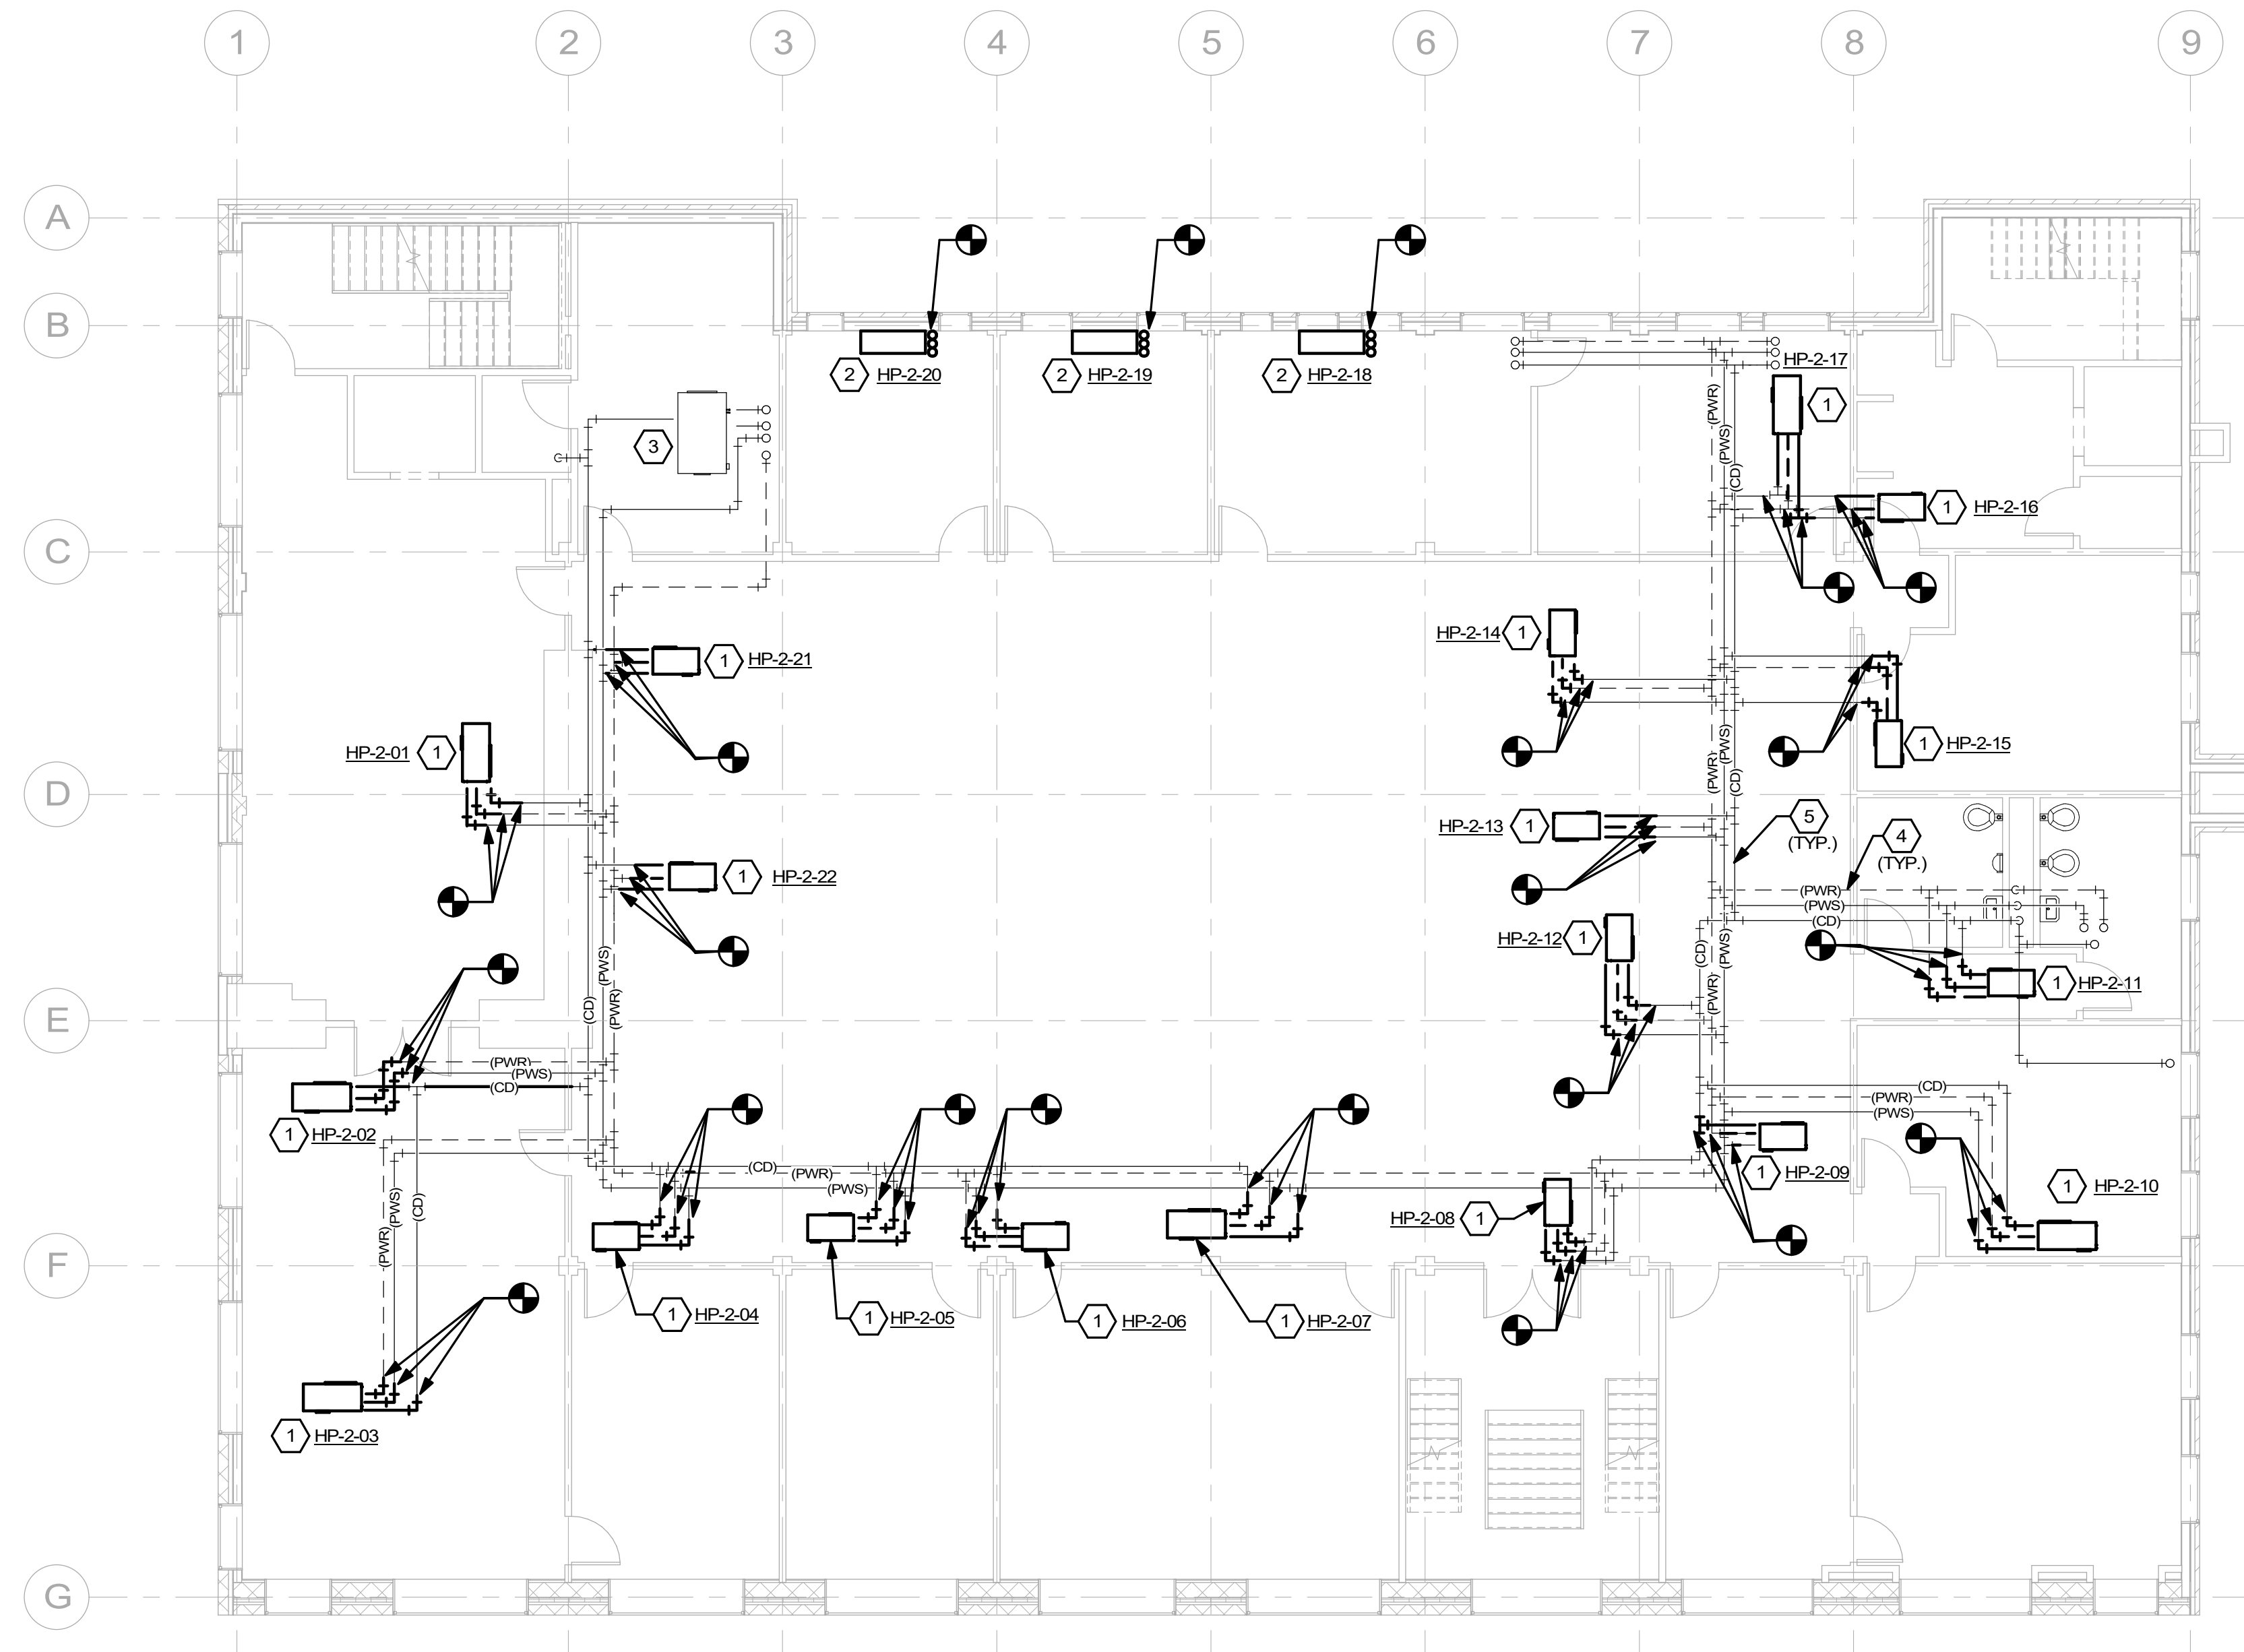 1 2 3 4 5 6 7 8 9
A
B
2 HP-2-20
2 HP-2-19
2 HP-2-18
HP-2-17
1
3
(PWR)
(PWS)
(CD)
1 HP-2-16
C
HP-2-14 1
1 HP-2-21
HP-2-01 1
1 HP-2-15
(PWR)
(PWS)
(CD)
D
HP-2-13 1
5
(TYP.)
4
(TYP.)
1 HP-2-22
(PWR)
(PWS)
(CD)
HP-2-12 1
(CD)
(PWS)
(PWR)
1 HP-2-11
(PWS)
(CD)
(PWR)
E
(PWR)
(PWS)
(CD)
(CD)
(PWR)
(PWS)
1 HP-2-02
1 HP-2-09
1 HP-2-10
(CD)
(PWR)
(PWS)
(PWR)
(PWS)
(CD)
HP-2-08 1
F
1 HP-2-04
1 HP-2-05
1 HP-2-06
1 HP-2-07
1 HP-2-03
G